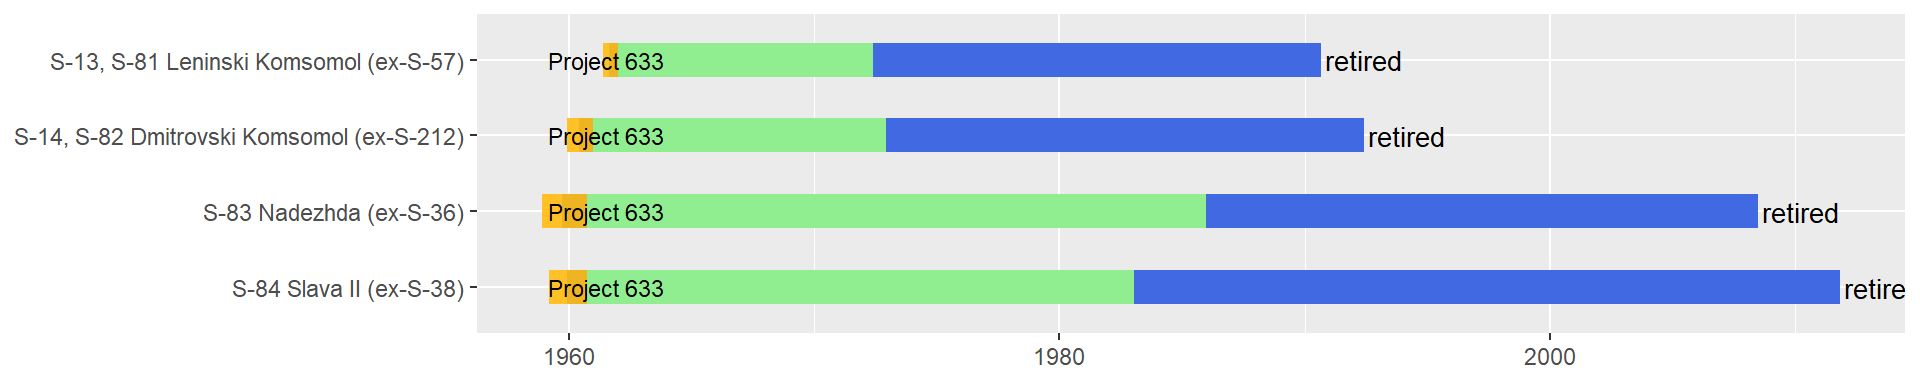 S-13, S-81 Leninski Komsomol (ex-S-57) Project 633 retired
S-14, S-82 Dmitrovski Komsomol (ex-S-212) Project 633 retired
S-83 Nadezhda (ex-S-36) Project 633 retired
S-84 Slava II (ex-S-38) Project 633 retire
1960 1980 2000